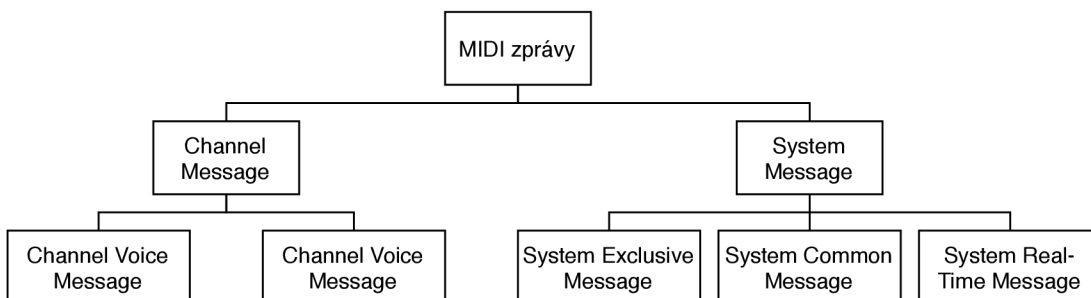 MIDI zprávy
Channel
Message
System
Message
Channel Voice
Message
Channel Voice
Message
System Exclusive
Message
System Common
Message
System Real-
Time Message